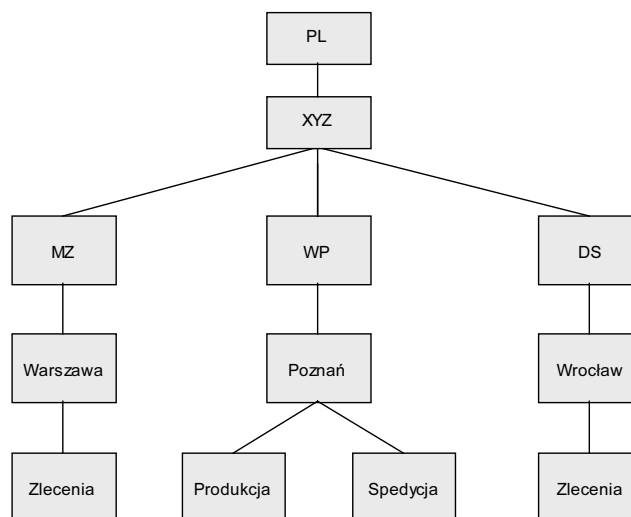 PL
XYZ
MZ
WP
DS
Warszawa
Poznań
Wrocław
Zlecenia
Produkcja
Spedycja
Zlecenia